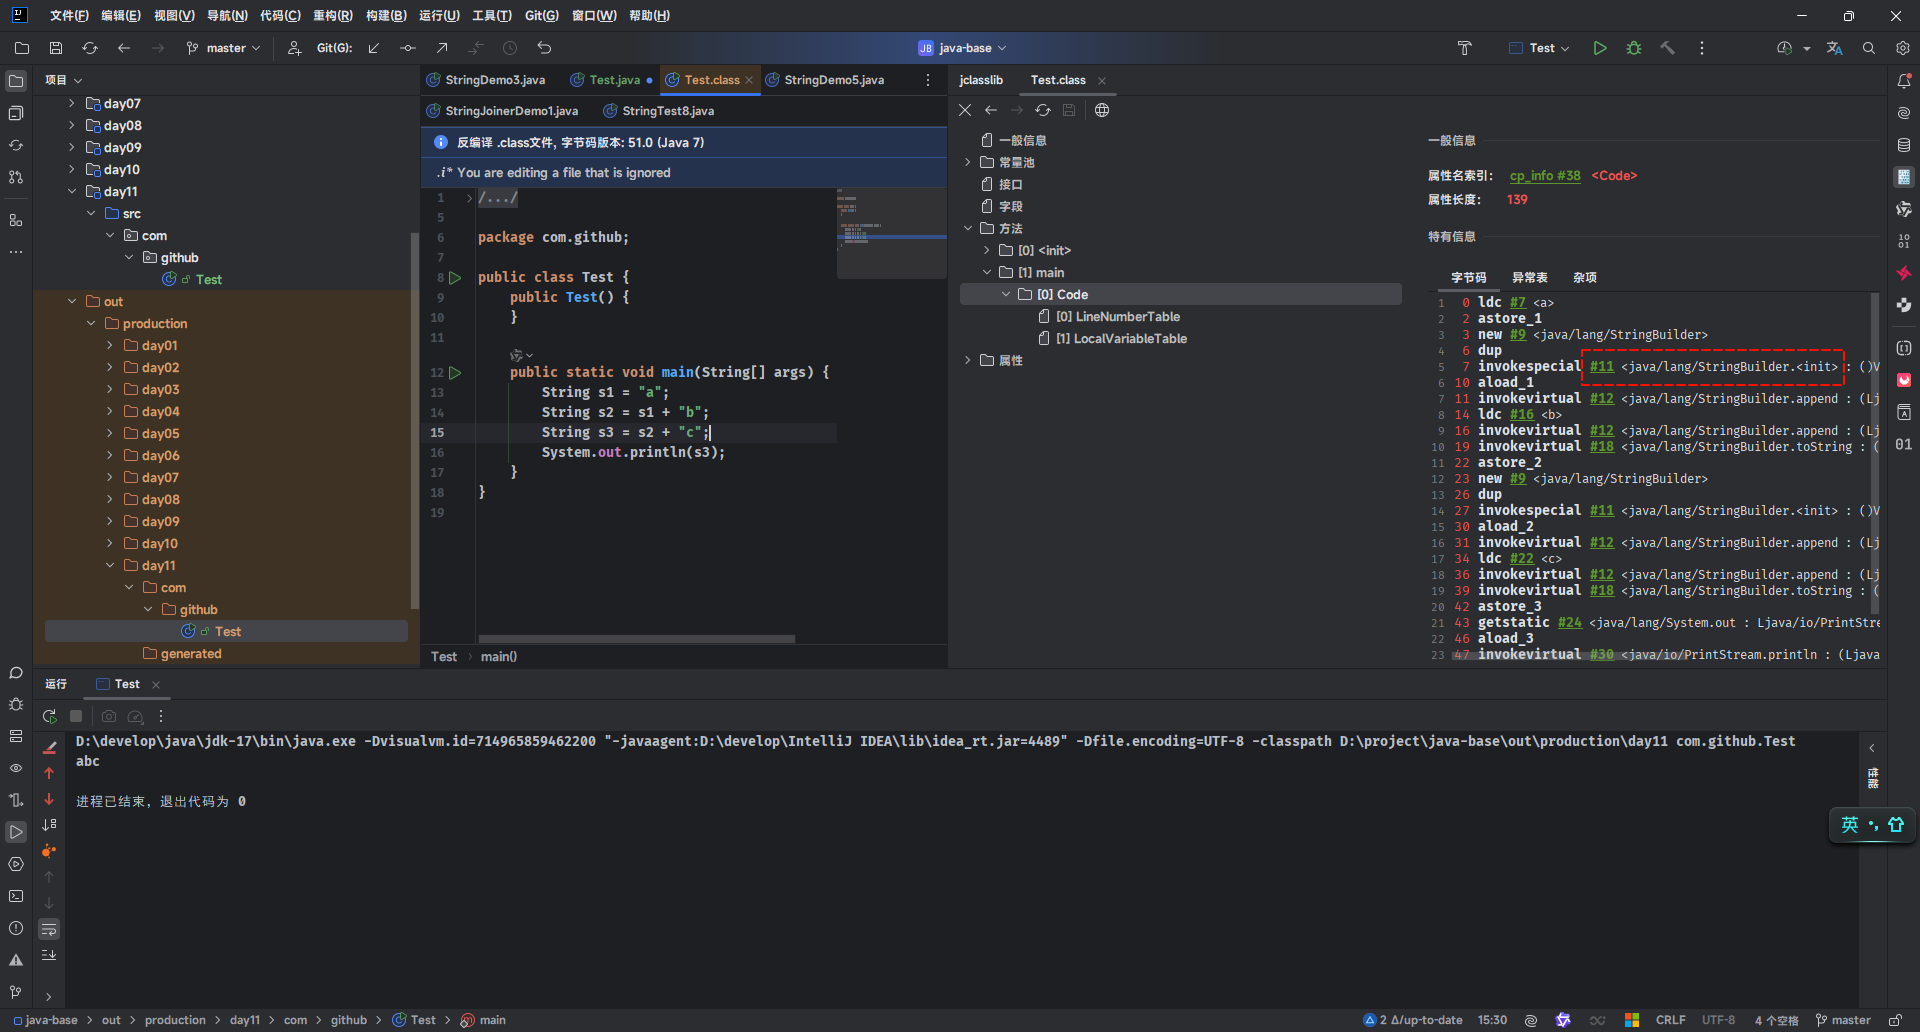 文件(F) 编辑(E) 视图(V) 导航(N) 代码(C) 重构(R) 构建(B) 运行(U) 工具(T) Git(G) 窗口(W) 帮助(H)
master Git(G): JB java-base Test
项目
day07
day08
day09
day10
day11
src
com
github
Test
out
production
day01
day02
day03
day04
day05
day06
day07
day08
day09
day10
day11
com
github
Test
generated
StringDemo3.java Test.java Test.class StringDemo5.java
StringJoinerDemo1.java StringTest8.java
反编译 .class文件, 字节码版本: 51.0 (Java 7)
.i* You are editing a file that is ignored
1 /.../
5
6 package com.github;
7
8 public class Test {
9 public Test() {
10 }
11
12 public static void main(String[] args) {
13 String s1 = "a";
14 String s2 = s1 + "b";
15 String s3 = s2 + "c";
16 System.out.println(s3);
17 }
18 }
19
Test main()
jclasslib Test.class
一般信息
常量池
接口
字段
方法
[0] <init>
[1] main
[0] Code
[0] LineNumberTable
[1] LocalVariableTable
属性
一般信息
属性名索引: cp_info #38 <Code>
属性长度: 139
特有信息
字节码 异常表 杂项
1 0 ldc #7 <a>
2 2 astore_1
3 3 new #9 <java/lang/StringBuilder>
4 6 dup
5 7 invokespecial #11 <java/lang/StringBuilder.<init> : ()V
6 10 aload_1
7 11 invokevirtual #12 <java/lang/StringBuilder.append : (Lj
8 14 ldc #16 <b>
9 16 invokevirtual #12 <java/lang/StringBuilder.append : (Lj
10 19 invokevirtual #18 <java/lang/StringBuilder.toString : (
11 22 astore_2
12 23 new #9 <java/lang/StringBuilder>
13 26 dup
14 27 invokespecial #11 <java/lang/StringBuilder.<init> : ()V
15 30 aload_2
16 31 invokevirtual #12 <java/lang/StringBuilder.append : (Lj
17 34 ldc #22 <c>
18 36 invokevirtual #12 <java/lang/StringBuilder.append : (Lj
19 39 invokevirtual #18 <java/lang/StringBuilder.toString : (
20 42 astore_3
21 43 getstatic #24 <java/lang/System.out : Ljava/io/PrintStre
22 46 aload_3
23 47 invokevirtual #30 <java/io/PrintStream.println : (Ljava
运行 Test
D:\develop\java\jdk-17\bin\java.exe -Dvisualvm.id=714965859462200 "-javaagent:D:\develop\IntelliJ IDEA\lib\idea_rt.jar=4489" -Dfile.encoding=UTF-8 -classpath D:\project\java-base\out\production\day11 com.github.Test
abc
进程已结束，退出代码为 0
性能
英
java-base out production day11 com github Test main
2 Δ/up-to-date 15:30 CRLF UTF-8 4 个空格 master